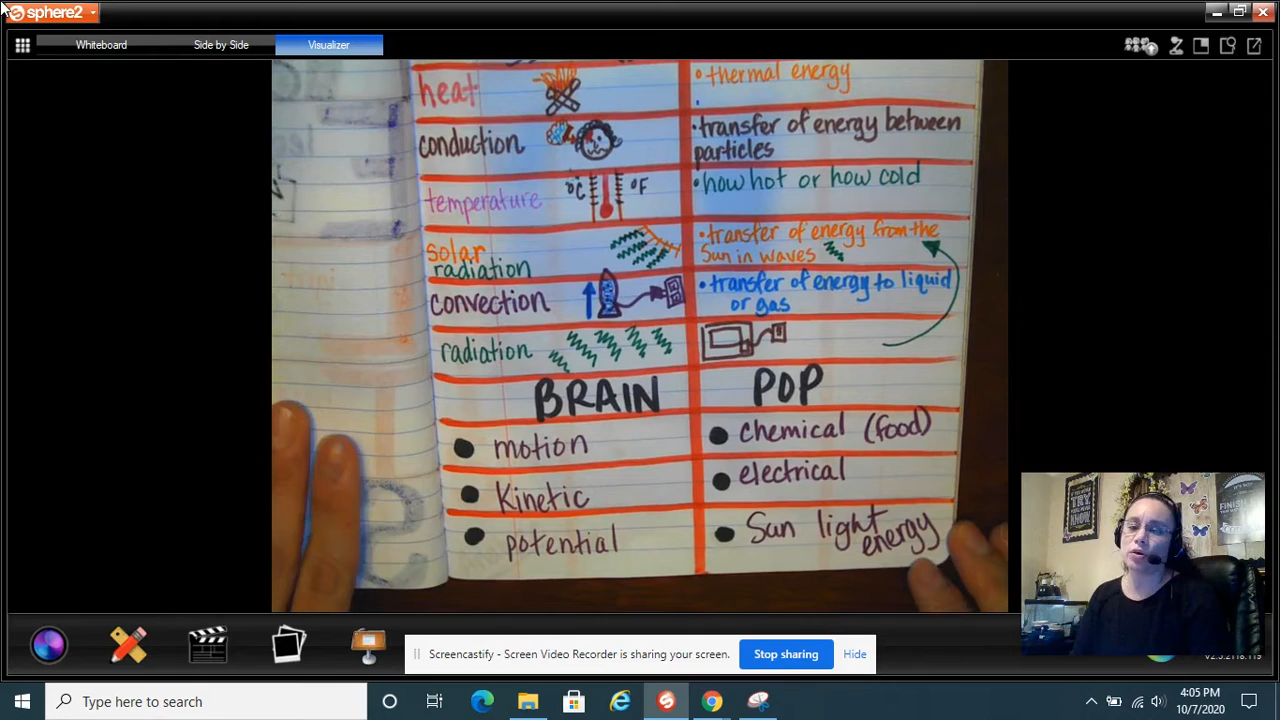 sphere2
Whiteboard
Side by Side
Visualizer
heat
• thermal energy
conduction
• transfer of energy between
particles
temperature
°C
°F
• how hot or how cold
solar
radiation
• transfer of energy from the
Sun in waves
convection
• transfer of energy to liquid
or gas
radiation
BRAIN
POP
• motion
• chemical (food)
• Kinetic
• electrical
• potential
• Sun light
energy
TRY
KNOW
FINISH
Screencastify - Screen Video Recorder is sharing your screen.
Stop sharing
Hide
Type here to search
4:05 PM
10/7/2020